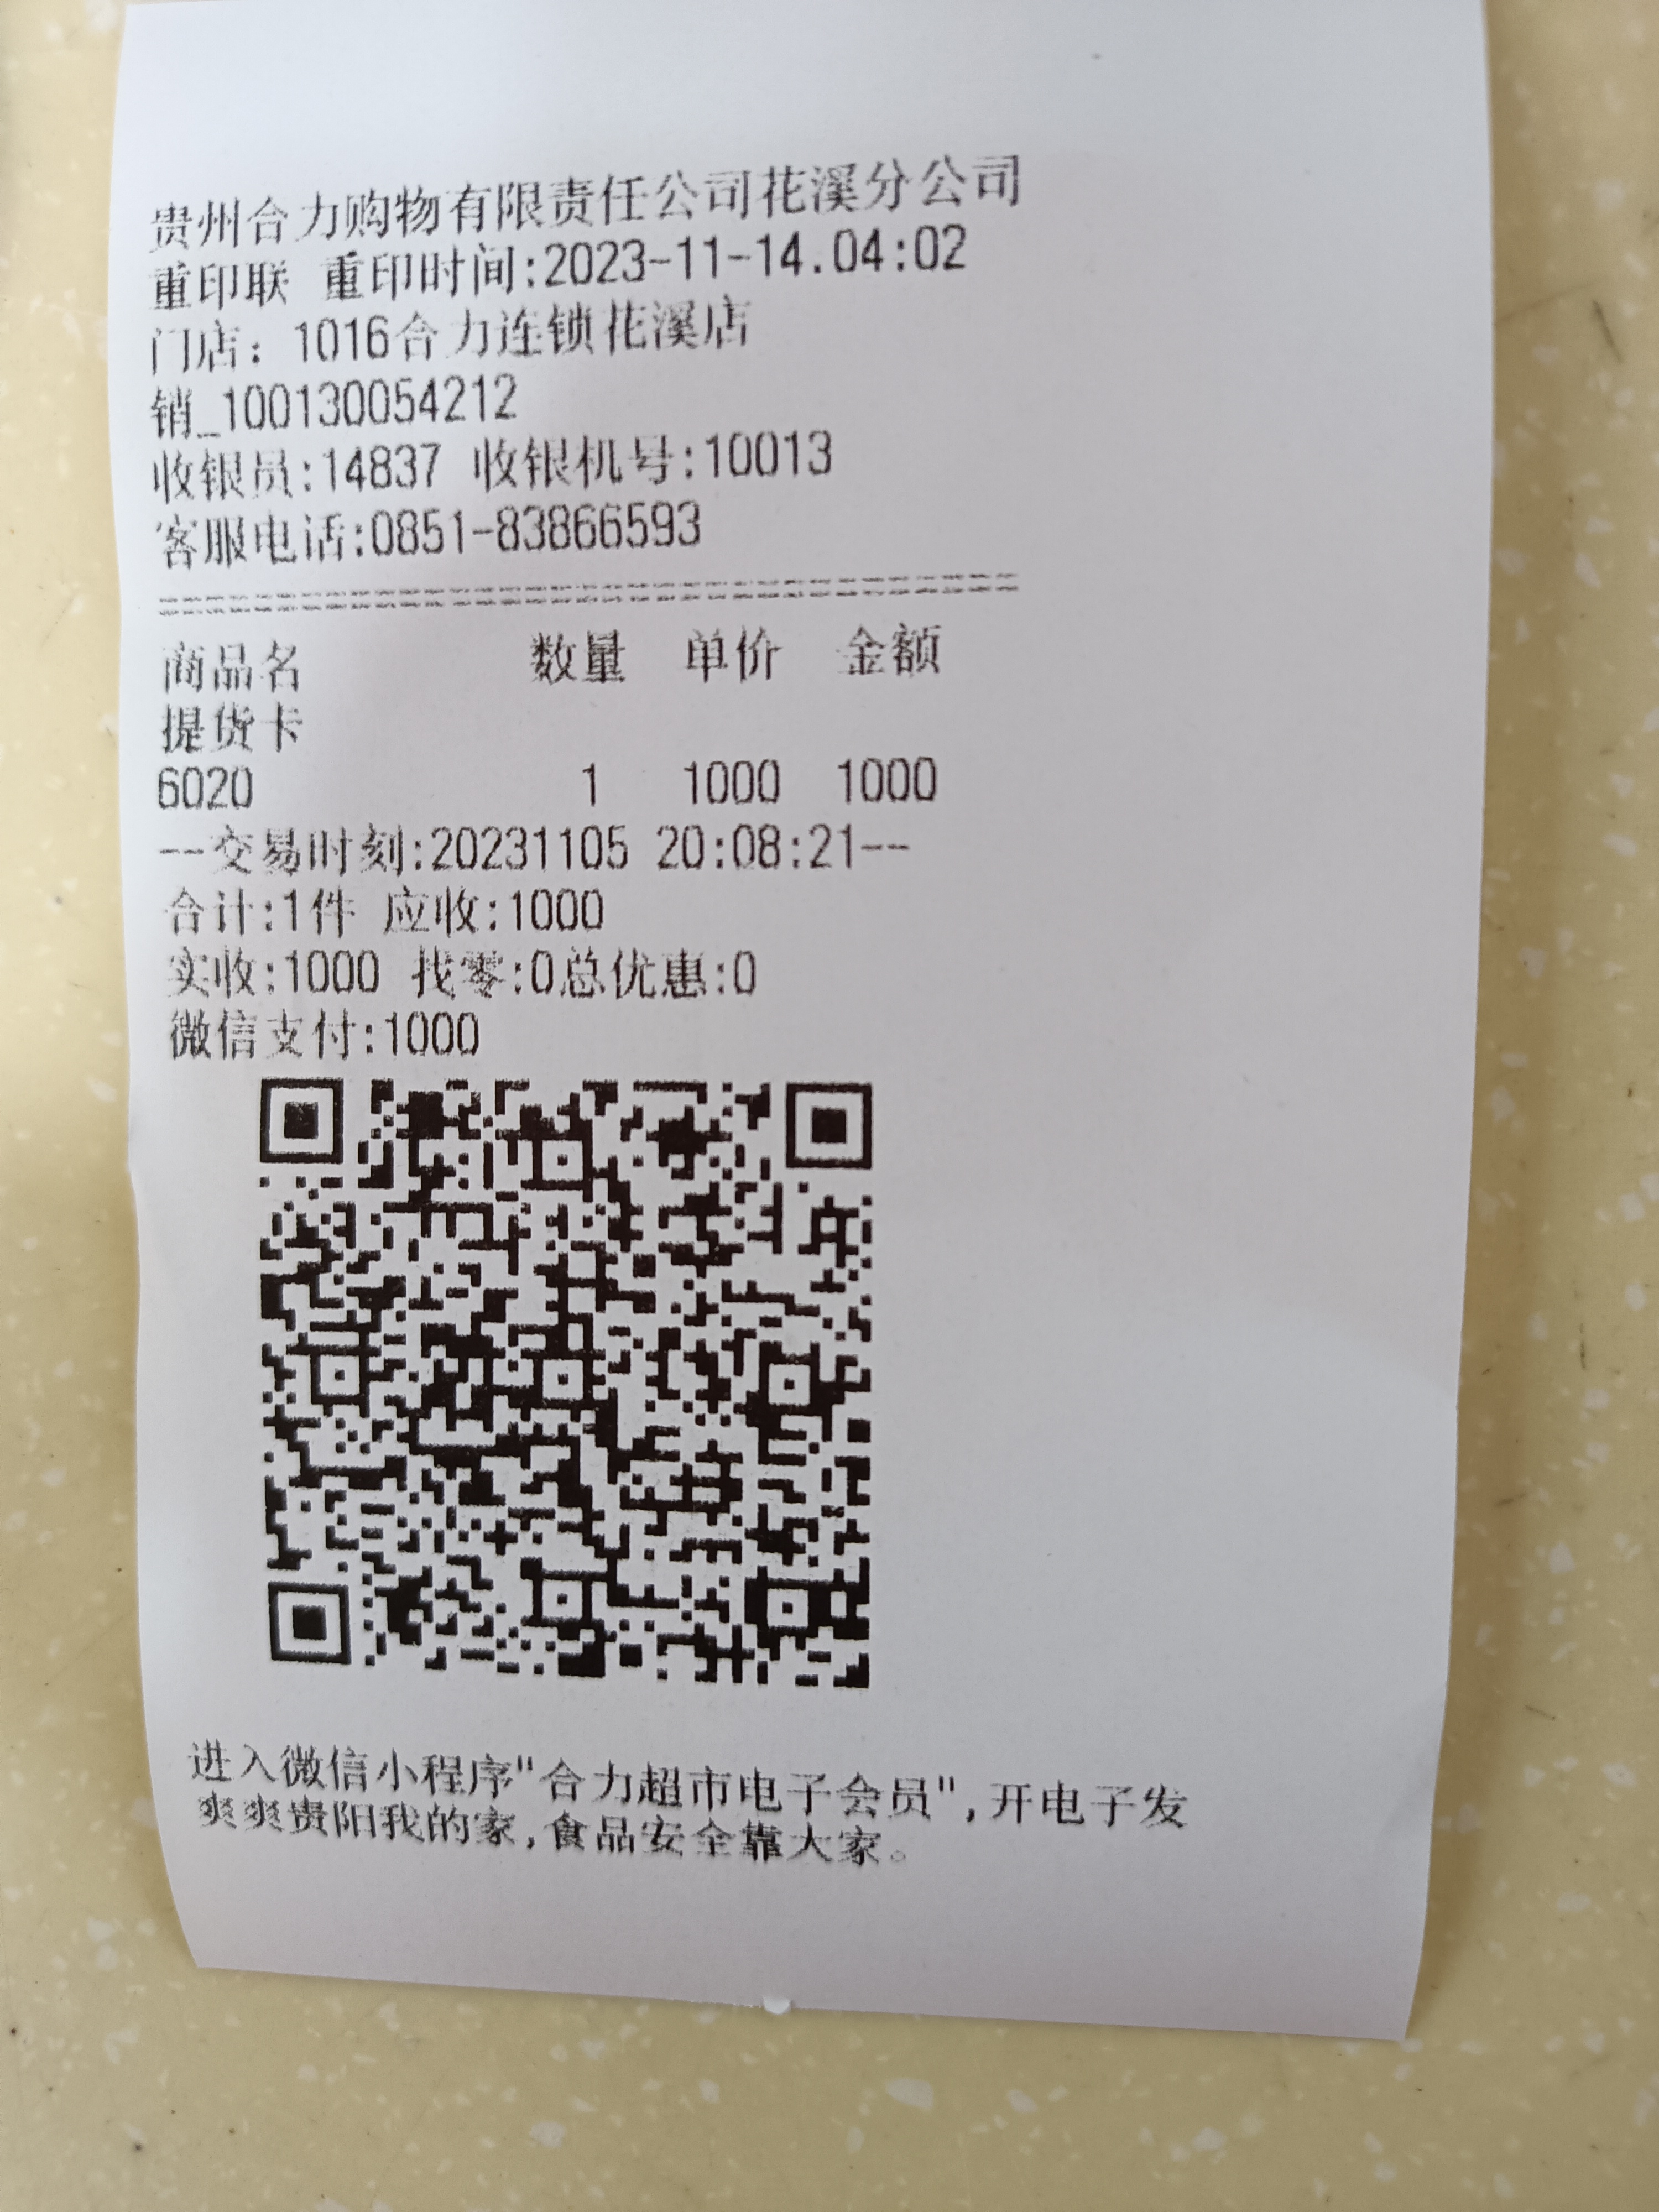 贵州合力购物有限责任公司花溪分公司
重印联 重印时间:2023-11-14.04:02
门店：1016合力连锁花溪店
销_100130054212
收银员:14837 收银机号:10013
客服电话:0851-83866593
商品名 数量 单价 金额
提货卡
6020 1 1000 1000
--交易时刻:20231105 20:08:21--
合计:1件 应收:1000
实收:1000 找零:0总优惠:0
微信支付:1000
进入微信小程序"合力超市电子会员",开电子发
爽爽贵阳我的家,食品安全靠大家。